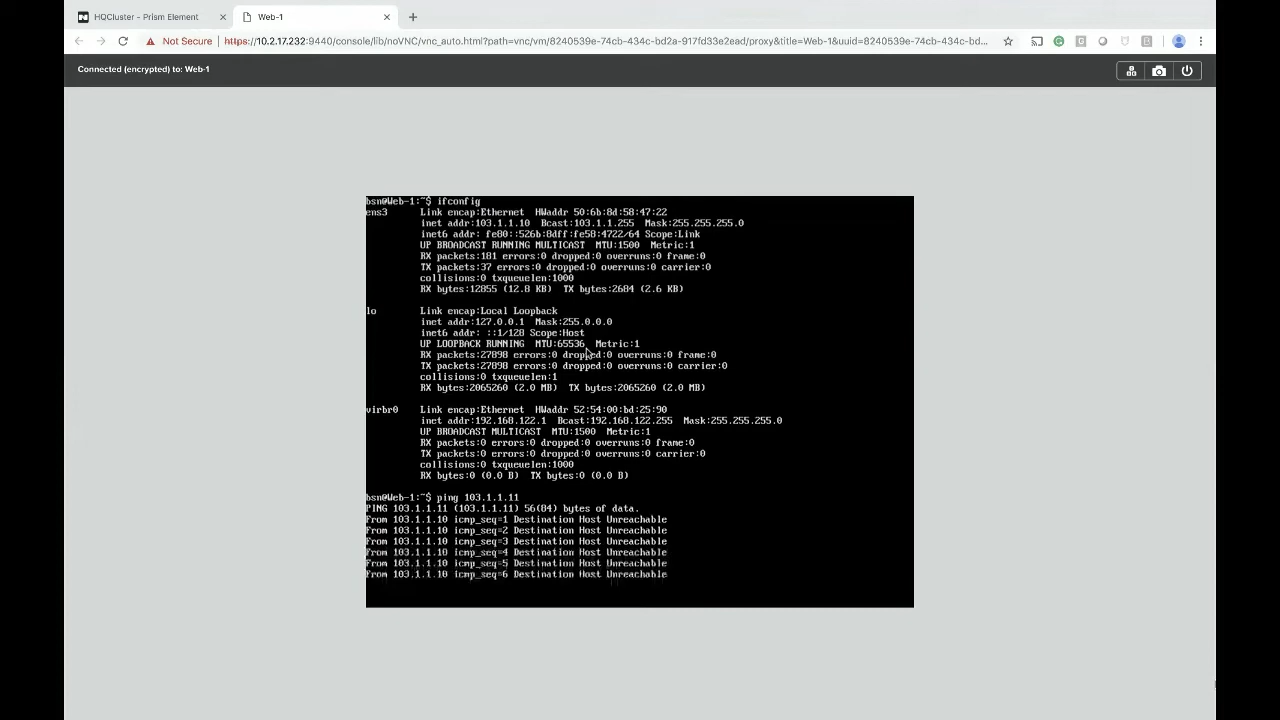 HQCluster - Prism Element
Web-1
Not Secure
https://10.2.17.232:9440/console/lib/noVNC/vnc_auto.html?path=vnc/vm/8240539e-74cb-434c-bd2a-917fd33e2ead/proxy&title=Web-1&uuid=8240539e-74cb-434c-bd...
Connected (encrypted) to: Web-1
bsn@Web-1:~$ ifconfig
ens3 Link encap:Ethernet HWaddr 50:6b:8d:58:47:22
inet addr:103.1.1.10 Bcast:103.1.1.255 Mask:255.255.255.0
inet6 addr: fe80::526b:8dff:fe58:4722/64 Scope:Link
UP BROADCAST RUNNING MULTICAST MTU:1500 Metric:1
RX packets:181 errors:0 dropped:0 overruns:0 frame:0
TX packets:37 errors:0 dropped:0 overruns:0 carrier:0
collisions:0 txqueuelen:1000
RX bytes:12855 (12.8 KB) TX bytes:2684 (2.6 KB)
lo Link encap:Local Loopback
inet addr:127.0.0.1 Mask:255.0.0.0
inet6 addr: ::1/128 Scope:Host
UP LOOPBACK RUNNING MTU:65536 Metric:1
RX packets:27898 errors:0 dropped:0 overruns:0 frame:0
TX packets:27898 errors:0 dropped:0 overruns:0 carrier:0
collisions:0 txqueuelen:1
RX bytes:2065260 (2.0 MB) TX bytes:2065260 (2.0 MB)
virbr0 Link encap:Ethernet HWaddr 52:54:00:bd:25:90
inet addr:192.168.122.1 Bcast:192.168.122.255 Mask:255.255.255.0
UP BROADCAST MULTICAST MTU:1500 Metric:1
RX packets:0 errors:0 dropped:0 overruns:0 frame:0
TX packets:0 errors:0 dropped:0 overruns:0 carrier:0
collisions:0 txqueuelen:1000
RX bytes:0 (0.0 B) TX bytes:0 (0.0 B)
bsn@Web-1:~$ ping 103.1.1.11
PING 103.1.1.11 (103.1.1.11) 56(84) bytes of data.
From 103.1.1.10 icmp_seq=1 Destination Host Unreachable
From 103.1.1.10 icmp_seq=2 Destination Host Unreachable
From 103.1.1.10 icmp_seq=3 Destination Host Unreachable
From 103.1.1.10 icmp_seq=4 Destination Host Unreachable
From 103.1.1.10 icmp_seq=5 Destination Host Unreachable
From 103.1.1.10 icmp_seq=6 Destination Host Unreachable